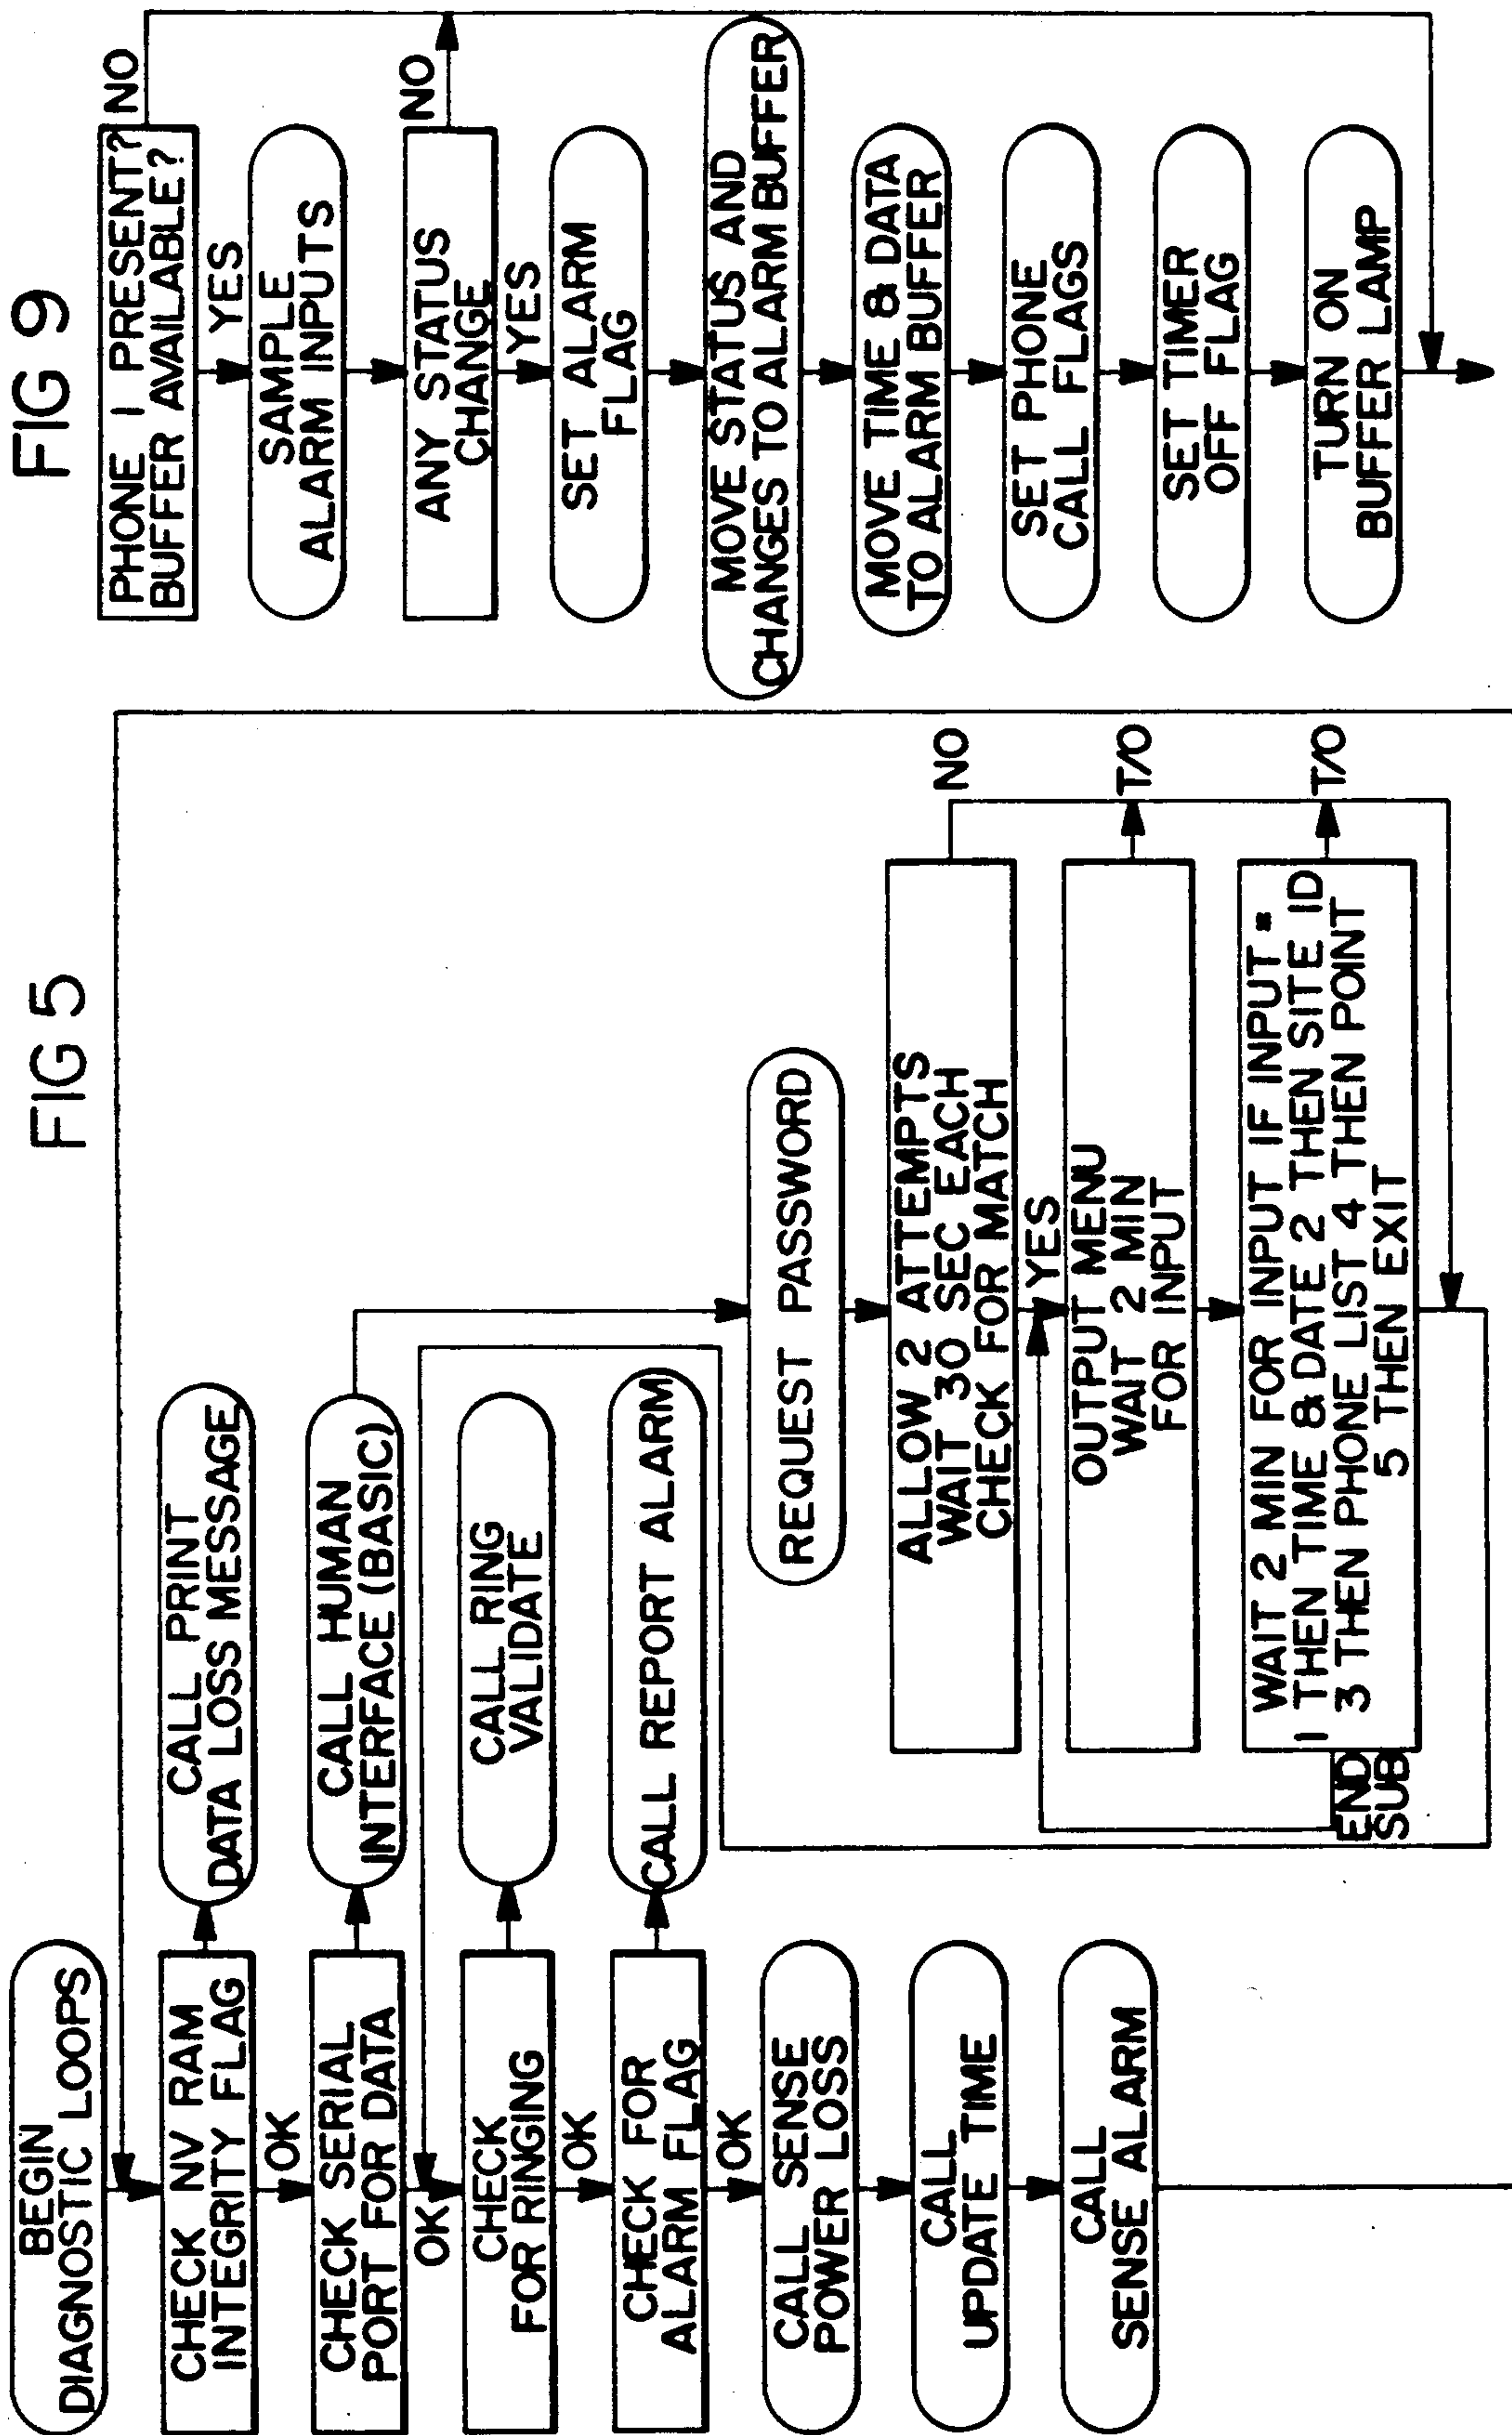 FIG 5
BEGIN
DIAGNOSTIC LOOPS
CHECK NV RAM
INTEGRITY FLAG
OK
CHECK SERIAL
PORT FOR DATA
OK
CHECK
FOR RINGING
OK
CHECK FOR
ALARM FLAG
OK
CALL SENSE
POWER LOSS
CALL
UPDATE TIME
CALL
SENSE ALARM
CALL PRINT
DATA LOSS MESSAGE
CALL HUMAN
INTERFACE (BASIC)
CALL RING
VALIDATE
CALL REPORT ALARM
REQUEST PASSWORD
ALLOW 2 ATTEMPTS
WAIT 30 SEC EACH
CHECK FOR MATCH
NO
YES
OUTPUT MENU
WAIT 2 MIN
FOR INPUT
T/O
WAIT 2 MIN FOR INPUT IF INPUT =
1 THEN TIME & DATE 2 THEN SITE ID
3 THEN PHONE LIST 4 THEN POINT
5 THEN EXIT
T/O
END
SUB
FIG 9
PHONE 1 PRESENT?
BUFFER AVAILABLE?
NO
YES
SAMPLE
ALARM INPUTS
ANY STATUS
CHANGE
NO
YES
SET ALARM
FLAG
MOVE STATUS AND
CHANGES TO ALARM BUFFER
MOVE TIME & DATA
TO ALARM BUFFER
SET PHONE
CALL FLAGS
SET TIMER
OFF FLAG
TURN ON
BUFFER LAMP